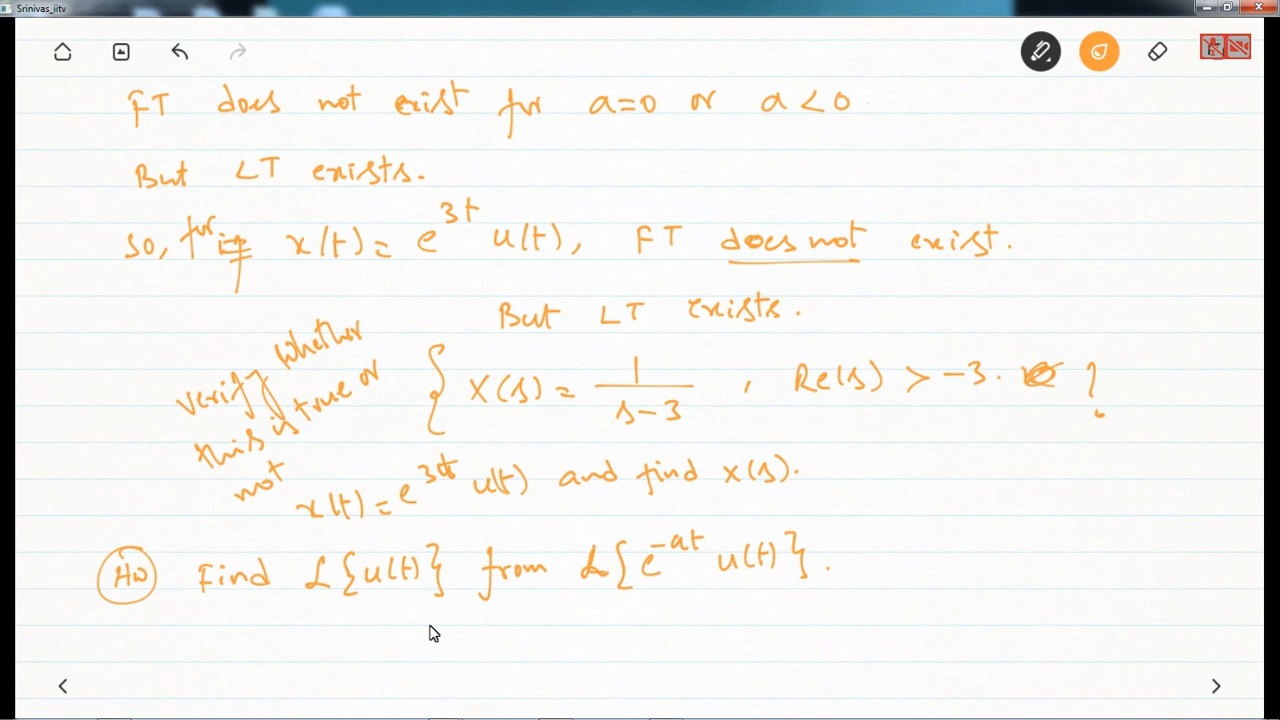 Srinivas_iitv
FT does not exist for a=0 or a<0
But LT exists.
so, for x(t) = e^{3t} u(t), FT does not exist.
But LT exists.
verify whether this is true or not
{ X(s) = 1/(s-3) , Re(s) > -3. ?
x(t) = e^{3t} u(t) and find X(s).
HW Find L{u(t)} from L{e^{-at} u(t)}.